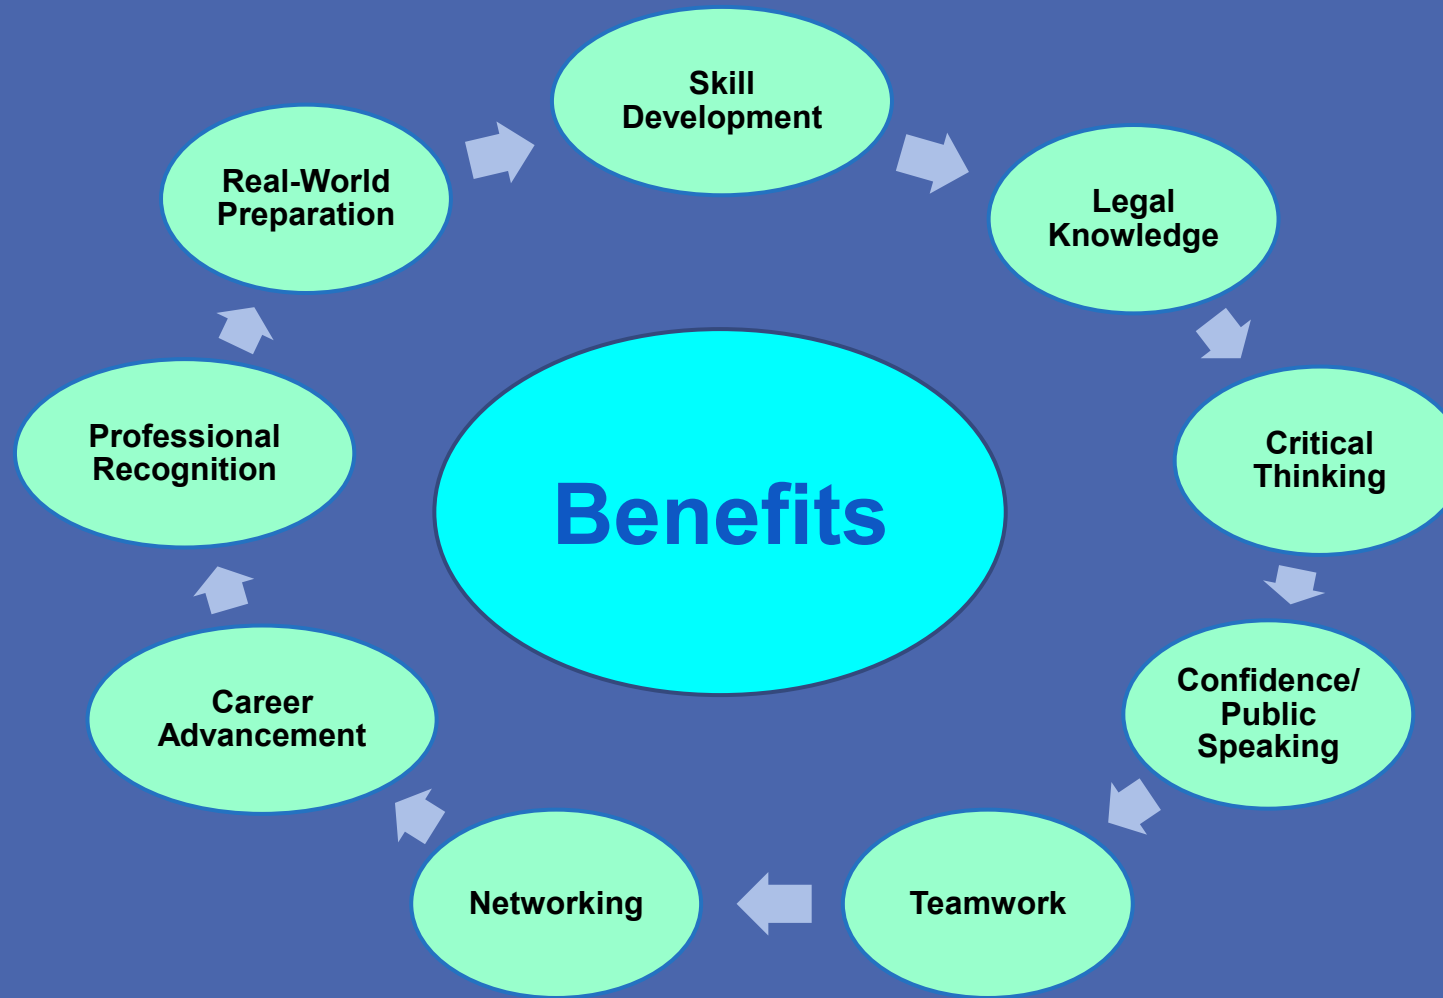 Skill
Development
Legal
Knowledge
Critical
Thinking
Confidence/
Public
Speaking
Teamwork
Networking
Career
Advancement
Professional
Recognition
Real-World
Preparation
Benefits